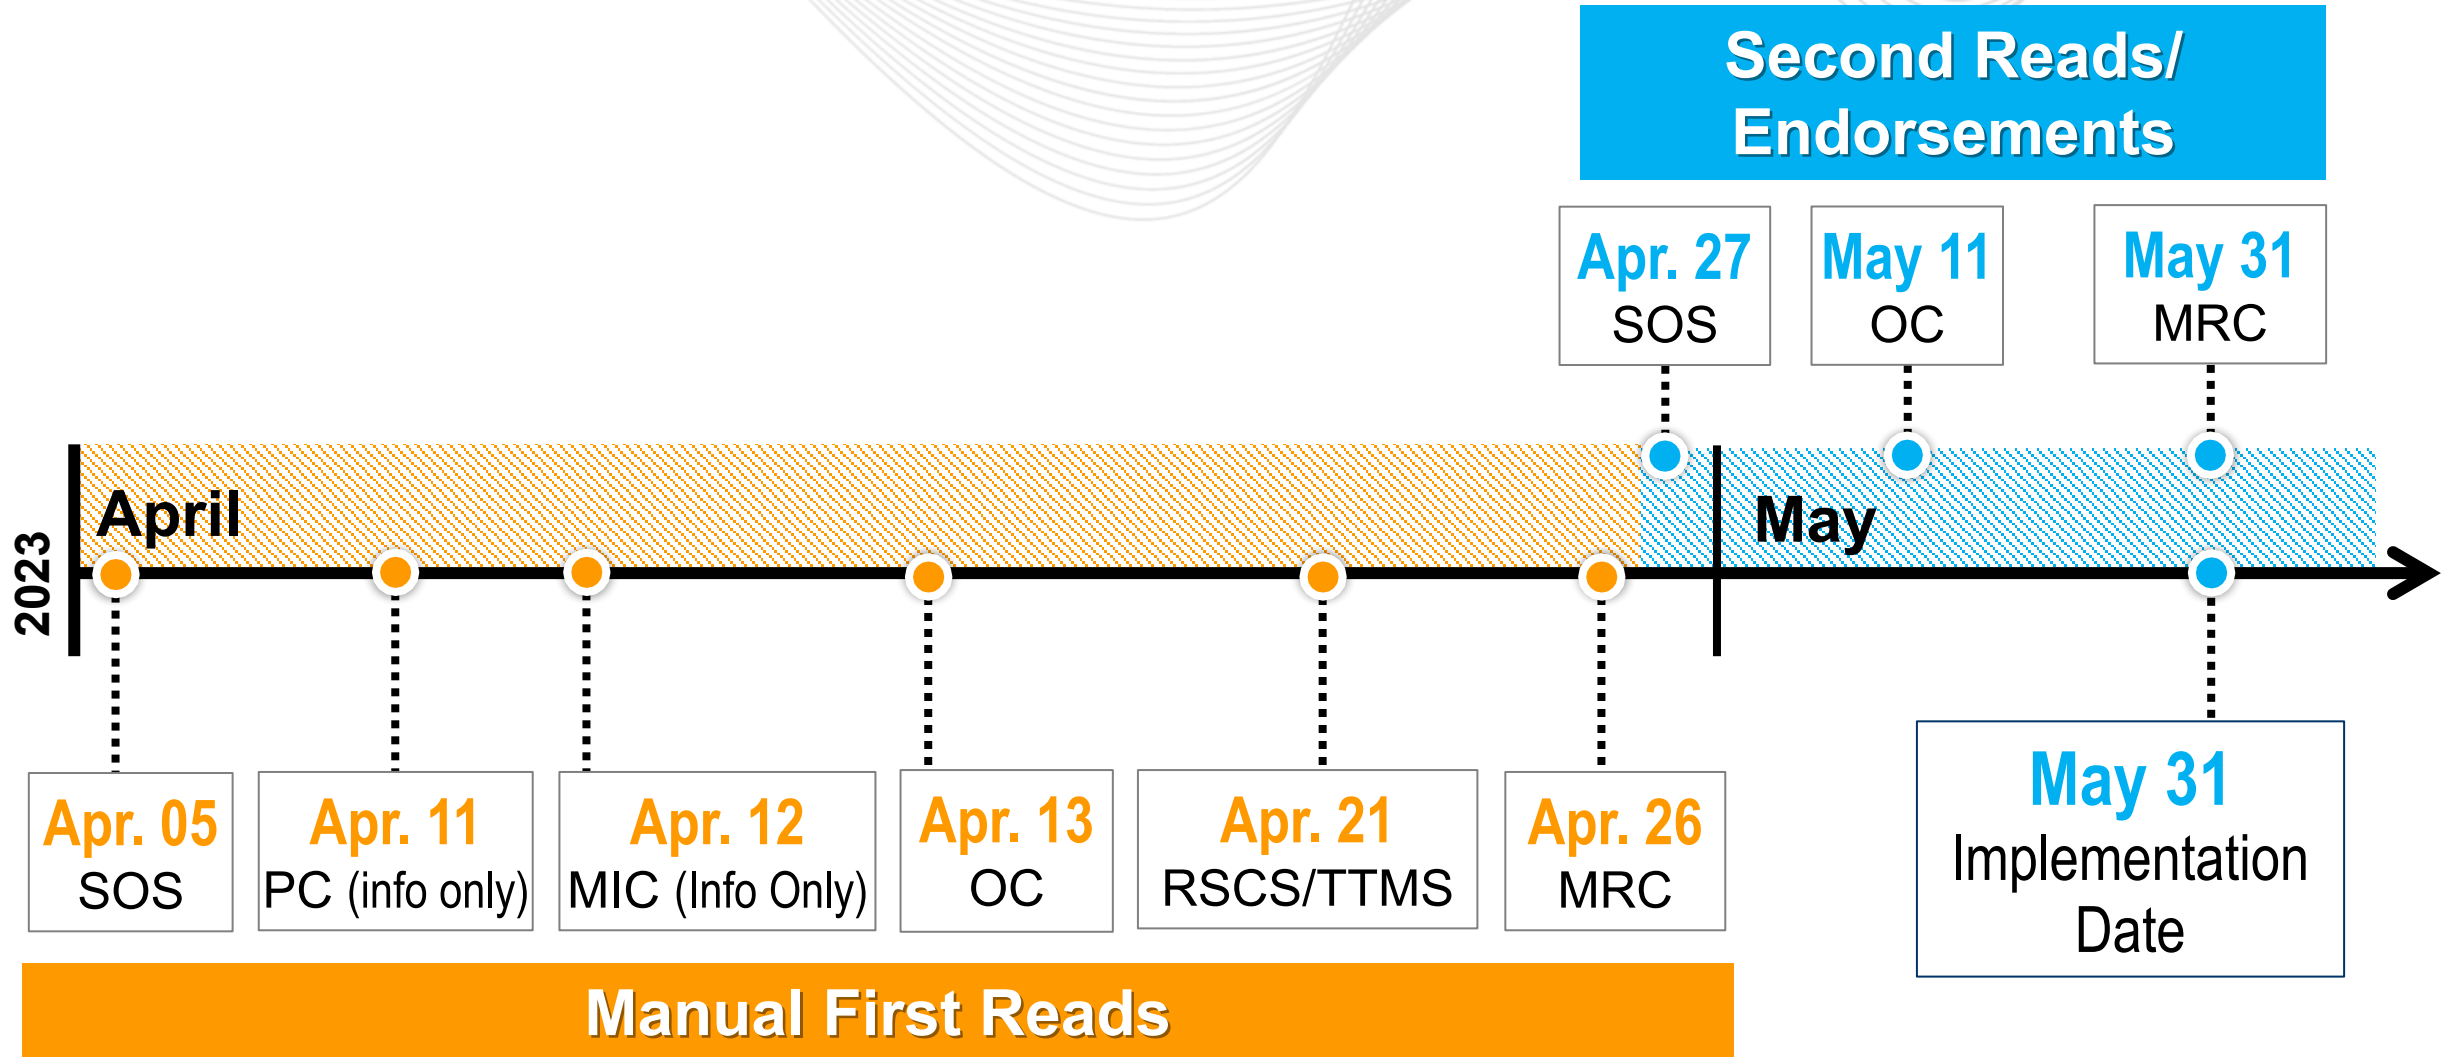 Second Reads/
Endorsements
Apr. 27
SOS
May 11
OC
May 31
MRC
2023
April
May
Apr. 05
SOS
Apr. 11
PC (info only)
Apr. 12
MIC (Info Only)
Apr. 13
OC
Apr. 21
RSCS/TTMS
Apr. 26
MRC
May 31
Implementation
Date
Manual First Reads